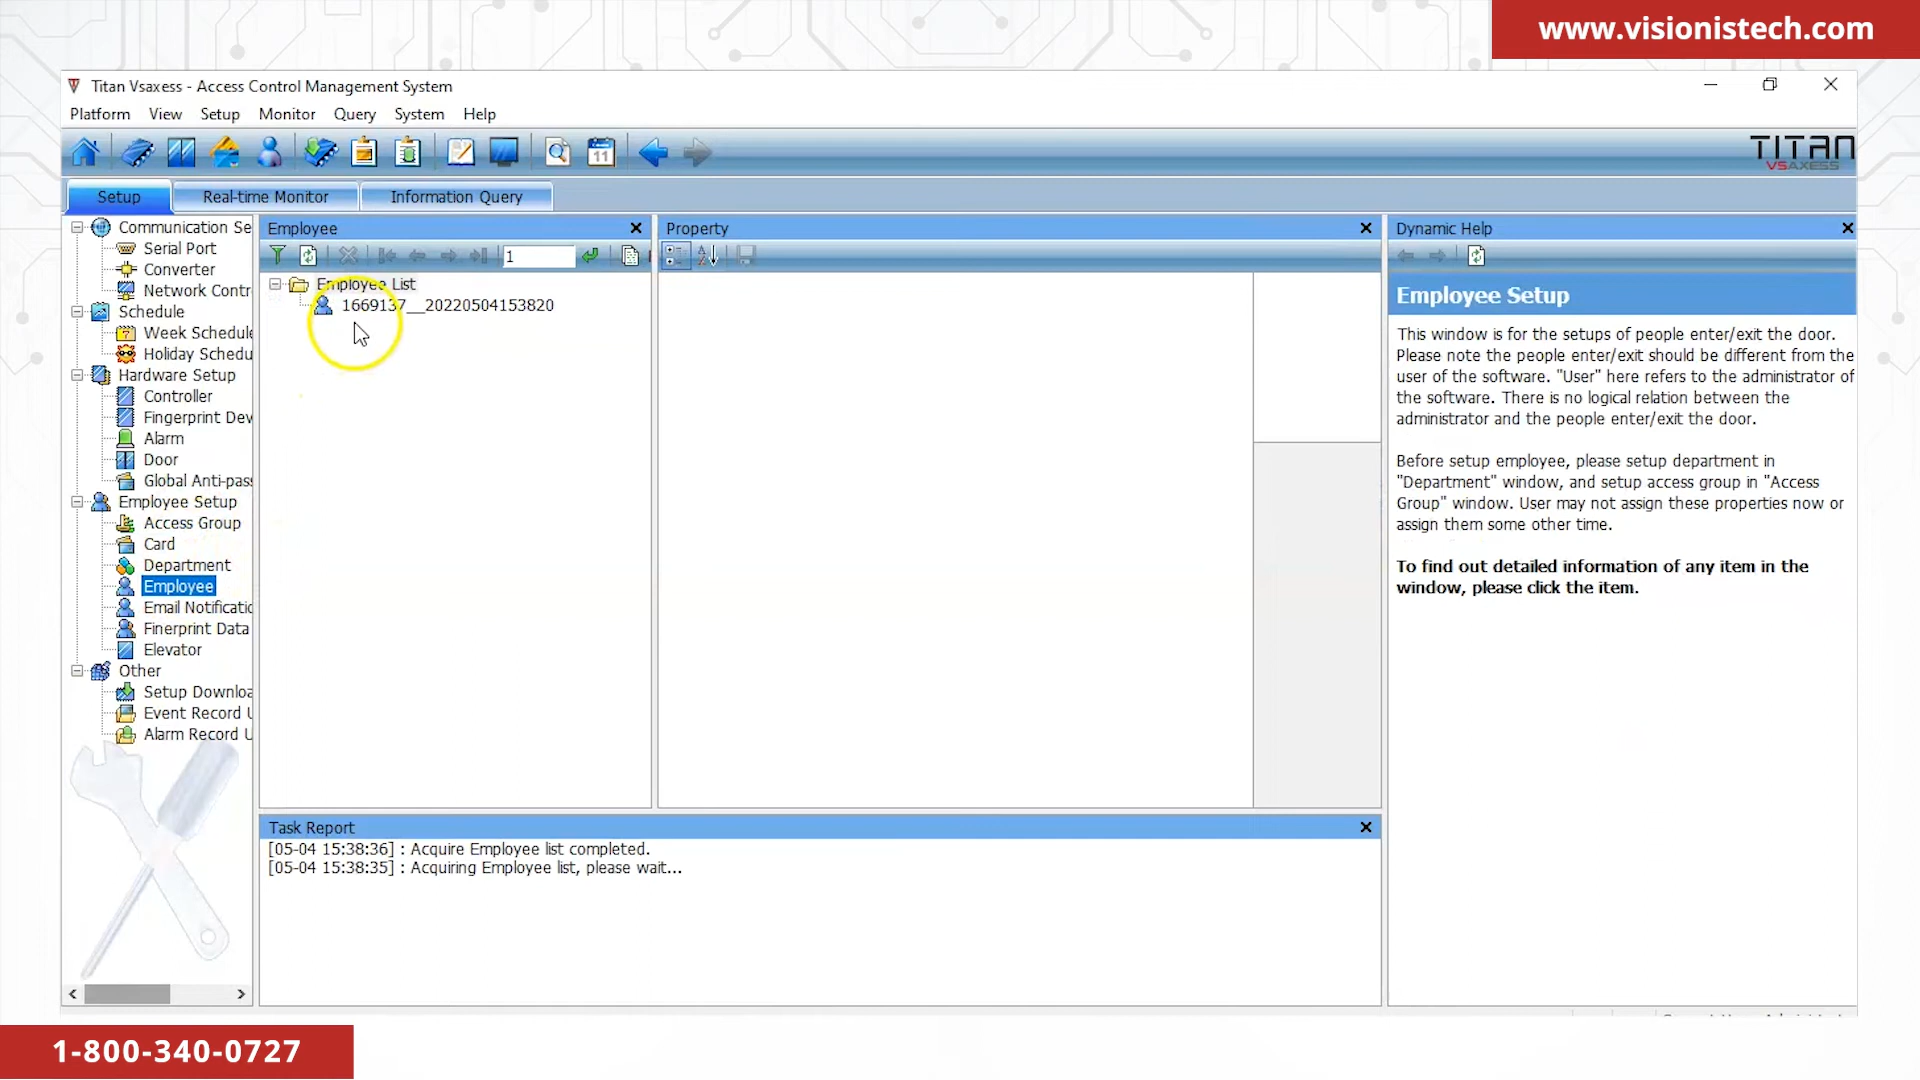 www.visionistech.com
Titan Vsaxess - Access Control Management System
Platform View Setup Monitor Query System Help
11
TITAN
VSAXESS
Setup Real-time Monitor Information Query
Communication Se
Serial Port
Converter
Network Contr
Schedule
Week Schedule
Holiday Schedu
Hardware Setup
Controller
Fingerprint Dev
Alarm
Door
Global Anti-pass
Employee Setup
Access Group
Card
Department
Employee
Email Notificatio
Finerprint Data
Elevator
Other
Setup Downloa
Event Record U
Alarm Record U
Employee
1
Employee List
1669137__20220504153820
Property
Dynamic Help
Employee Setup
This window is for the setups of people enter/exit the door.
Please note the people enter/exit should be different from the
user of the software. "User" here refers to the administrator of
the software. There is no logical relation between the
administrator and the people enter/exit the door.
Before setup employee, please setup department in
"Department" window, and setup access group in "Access
Group" window. User may not assign these properties now or
assign them some other time.
To find out detailed information of any item in the
window, please click the item.
Task Report
[05-04 15:38:36] : Acquire Employee list completed.
[05-04 15:38:35] : Acquiring Employee list, please wait...
1-800-340-0727